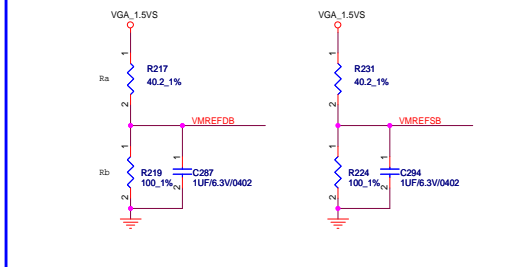 VGA_1.5VS
VGA_1.5VS
1
1
Ra
R217
40.2_1%
R231
40.2_1%
2
2
VMREFDB
VMREFSB
1
1
1
1
Rb
R219
100_1%
C287
1UF/6.3V/0402
R224
100_1%
C294
1UF/6.3V/0402
2
2
2
2